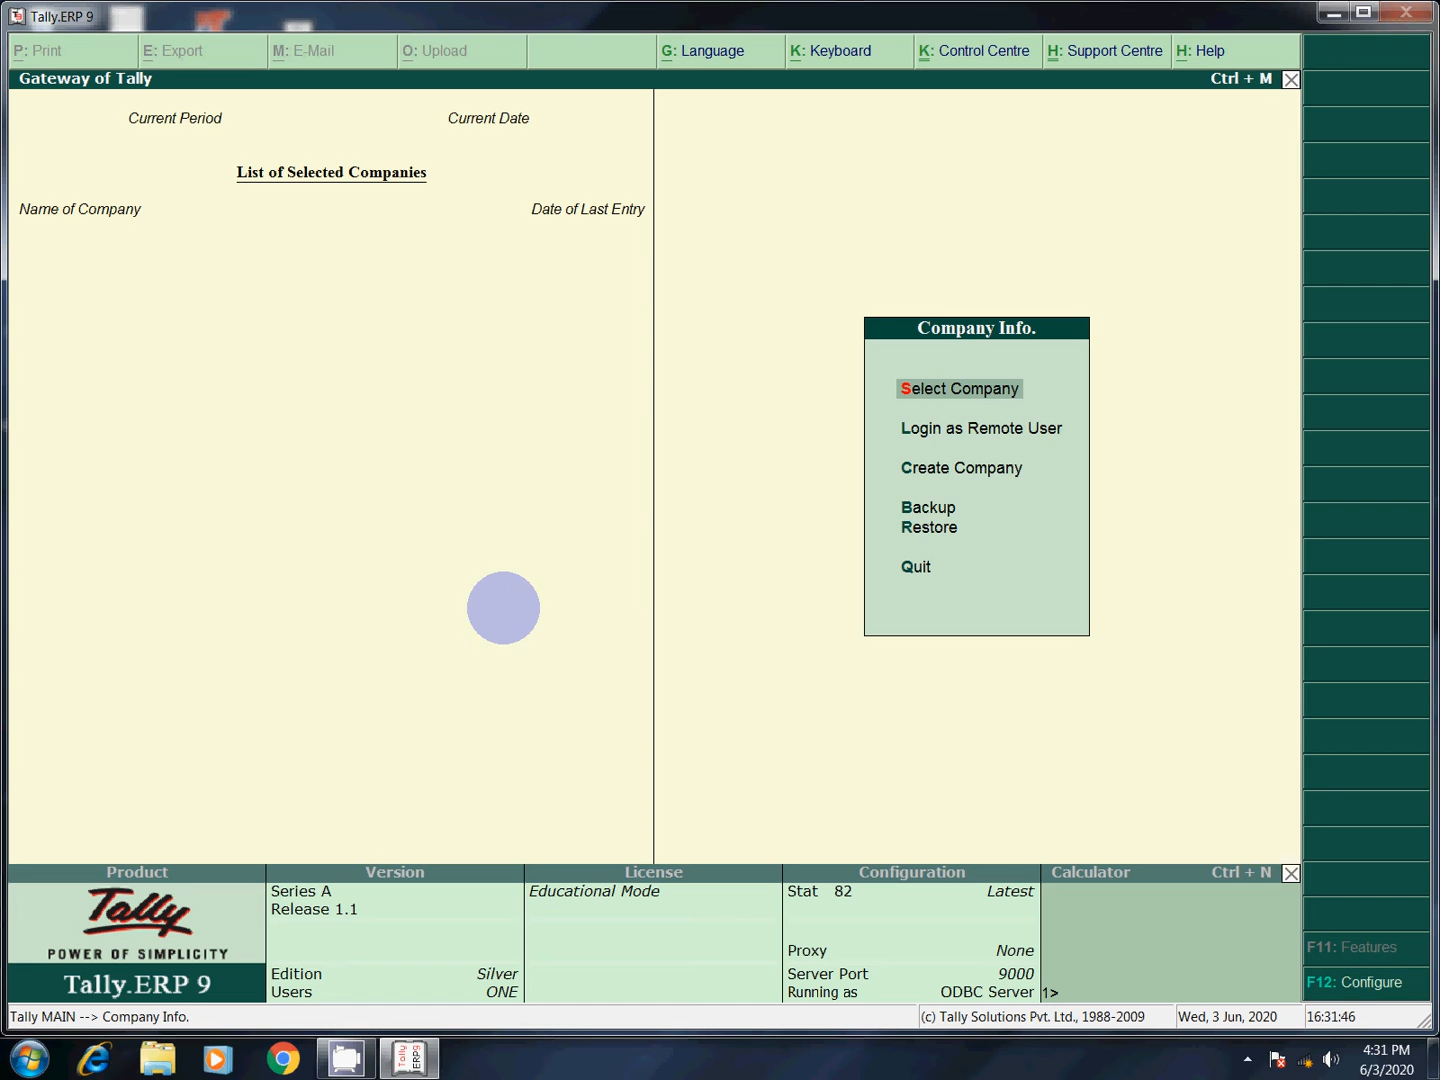 Tally.ERP 9
P: Print
E: Export
M: E-Mail
O: Upload
G: Language
K: Keyboard
K: Control Centre
H: Support Centre
H: Help
Gateway of Tally
Ctrl + M
Current Period
Current Date
List of Selected Companies
Name of Company
Date of Last Entry
Company Info.
Select Company
Login as Remote User
Create Company
Backup
Restore
Quit
Product
Version
License
Configuration
Calculator
Ctrl + N
Tally
POWER OF SIMPLICITY
Tally.ERP 9
Series A
Release 1.1
Edition Silver
Users ONE
Educational Mode
Stat 82 Latest
Proxy None
Server Port 9000
Running as ODBC Server
1>
F11: Features
F12: Configure
Tally MAIN --> Company Info.
(c) Tally Solutions Pvt. Ltd., 1988-2009
Wed, 3 Jun, 2020
16:31:46
Tally
ERP9
4:31 PM
6/3/2020